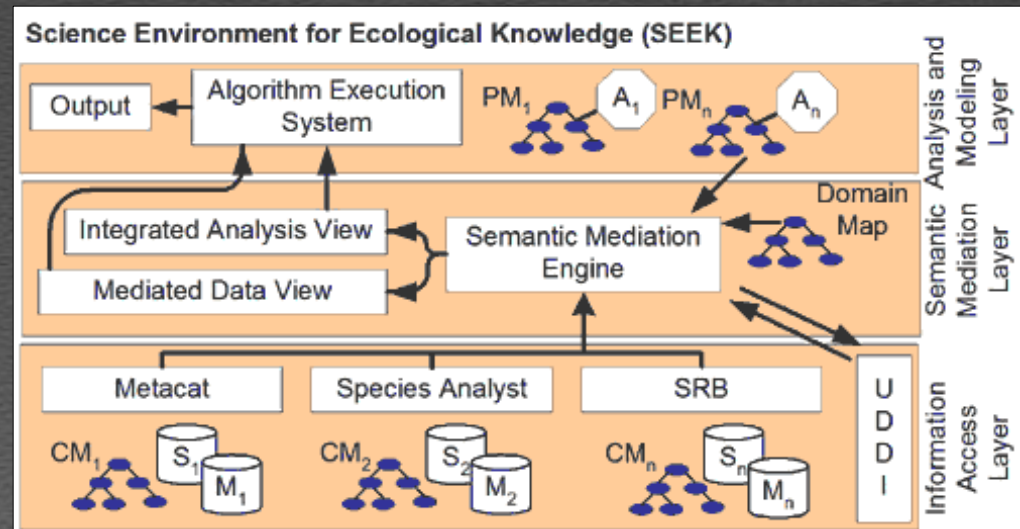 Science Environment for Ecological Knowledge (SEEK)
Output
Algorithm Execution
System
PM1
A1
PMn
An
Analysis and
Modeling
Layer
Integrated Analysis View
Mediated Data View
Semantic Mediation
Engine
Domain
Map
Semantic
Mediation
Layer
Metacat
Species Analyst
SRB
CM1
S1
M1
CM2
S2
M2
CMn
Sn
Mn
U
D
D
I
Information
Access
Layer